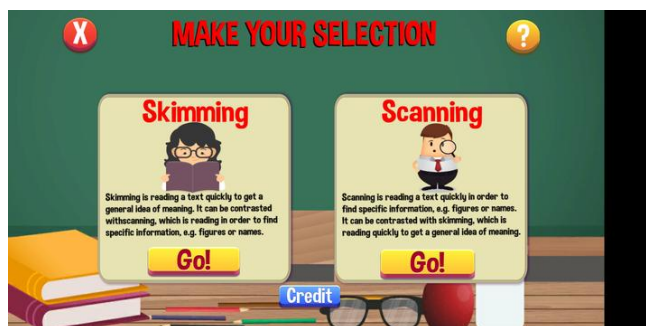 X
MAKE YOUR SELECTION
?
Skimming
Skimming is reading a text quickly to get a
general idea of meaning. It can be contrasted
withscanning, which is reading in order to find
specific information, e.g. figures or names.
Go!
Scanning
Scanning is reading a text quickly in order to
find specific information, e.g. figures or names.
It can be contrasted with skimming, which is
reading quickly to get a general idea of meaning.
Go!
Credit